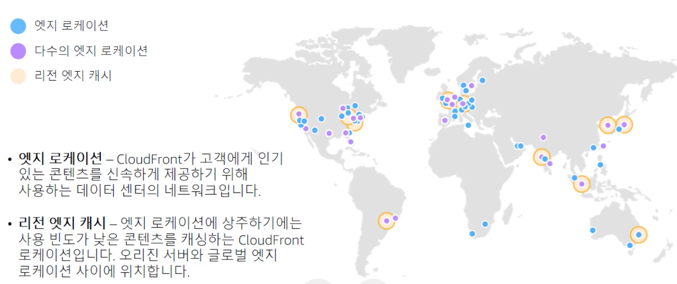 엣지 로케이션
다수의 엣지 로케이션
리전 엣지 캐시
• 엣지 로케이션 – CloudFront가 고객에게 인기
있는 콘텐츠를 신속하게 제공하기 위해
사용하는 데이터 센터의 네트워크입니다.
• 리전 엣지 캐시 – 엣지 로케이션에 상주하기에는
사용 빈도가 낮은 콘텐츠를 캐싱하는 CloudFront
로케이션입니다. 오리진 서버와 글로벌 엣지
로케이션 사이에 위치합니다.